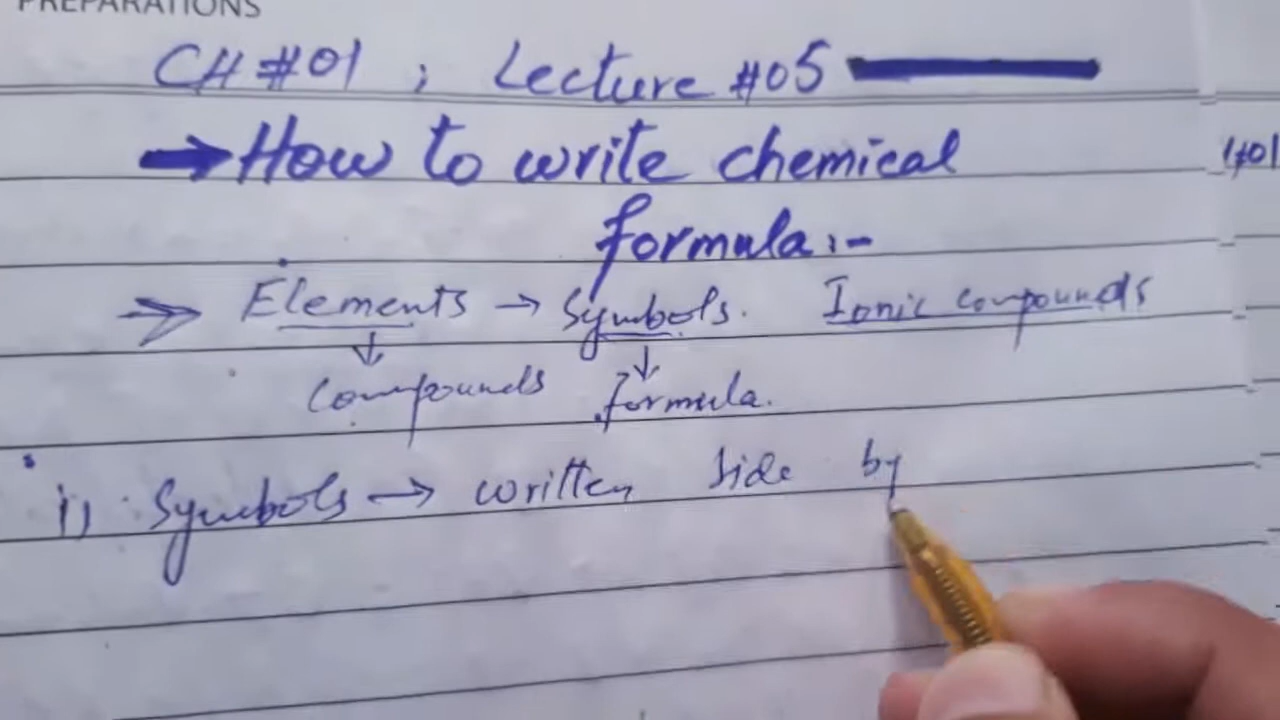 PREPARATIONS
CH #01 ; Lecture #05
→ How to write chemical
formula :-
Elements → Symbols. Ionic compounds
↓ ↓
Compounds formula.
i) Symbols → written side by